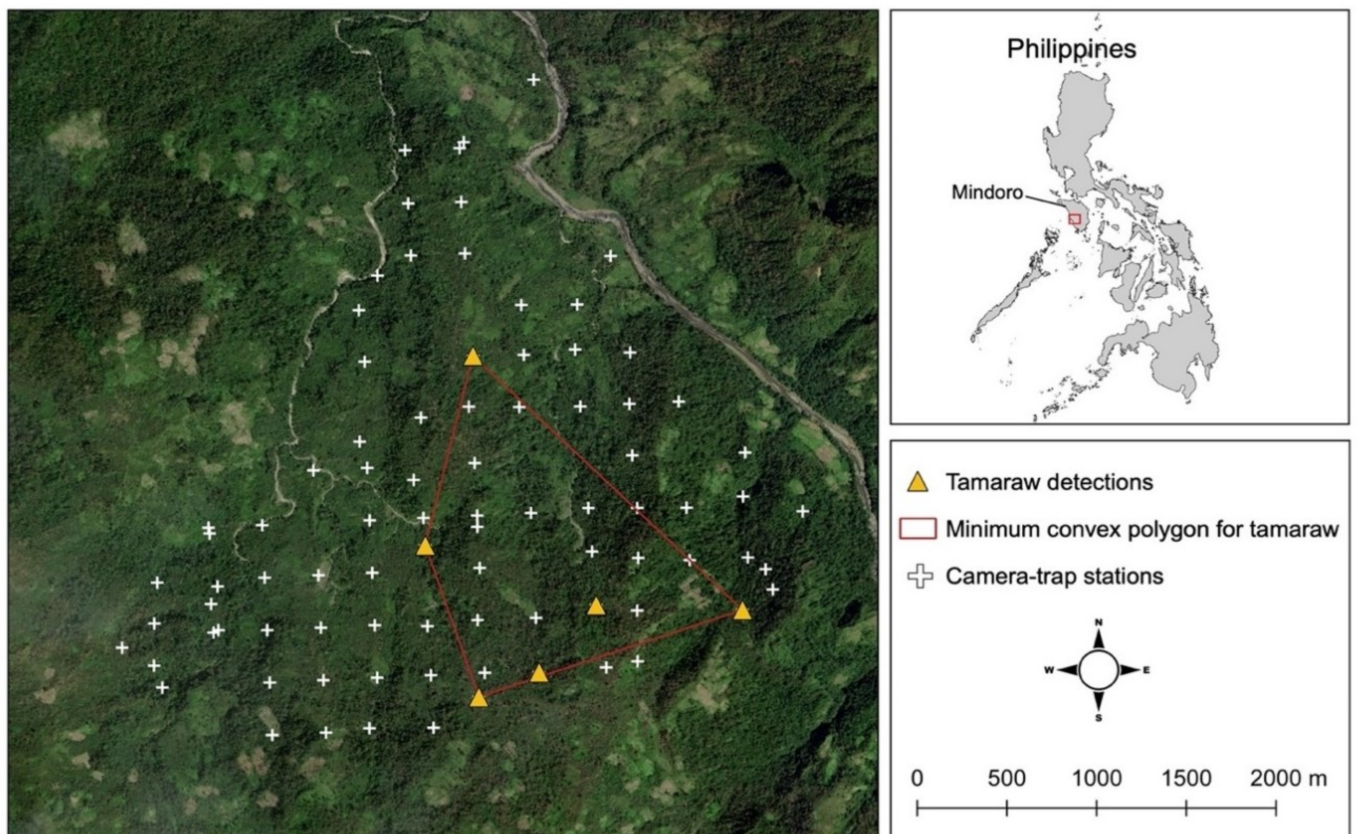 Philippines
Mindoro
Tamaraw detections
Minimum convex polygon for tamaraw
Camera-trap stations
N
W E
S
0 500 1000 1500 2000 m